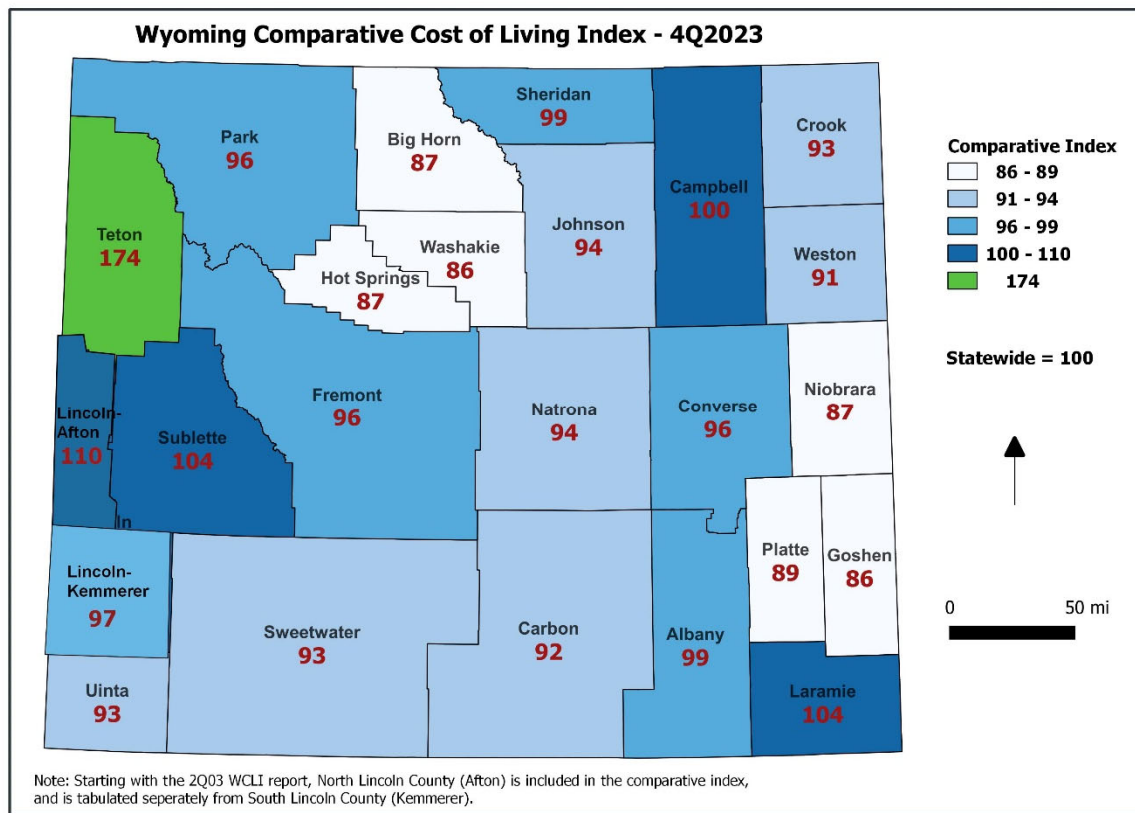 Wyoming Comparative Cost of Living Index - 4Q2023
Sheridan
99
Park
96
Big Horn
87
Campbell
100
Crook
93
Teton
174
Johnson
94
Washakie
86
Hot Springs
87
Weston
91
Lincoln-
Afton
110
Sublette
104
Fremont
96
Natrona
94
Converse
96
Niobrara
87
In
Lincoln-
Kemmerer
97
Platte
89
Goshen
86
Sweetwater
93
Carbon
92
Albany
99
Uinta
93
Laramie
104
Comparative Index
86 - 89
91 - 94
96 - 99
100 - 110
174
Statewide = 100
0 50 mi
Note: Starting with the 2Q03 WCLI report, North Lincoln County (Afton) is included in the comparative index,
and is tabulated seperately from South Lincoln County (Kemmerer).